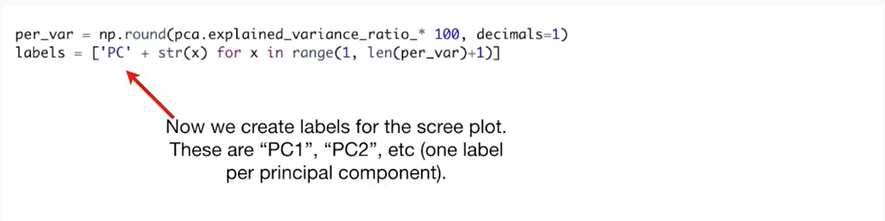 per_var = np.round(pca.explained_variance_ratio_* 100, decimals=1)
labels = ['PC' + str(x) for x in range(1, len(per_var)+1)]
Now we create labels for the scree plot.
These are “PC1”, “PC2”, etc (one label
per principal component).